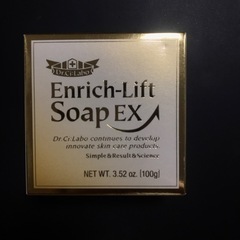 Dr.Ci:Labo
Enrich-Lift
Soap EX
Dr.Ci:Labo continues to develop
innovate skin care products.
Simple&Result&Science
NET WT. 3.52 oz. (100g)